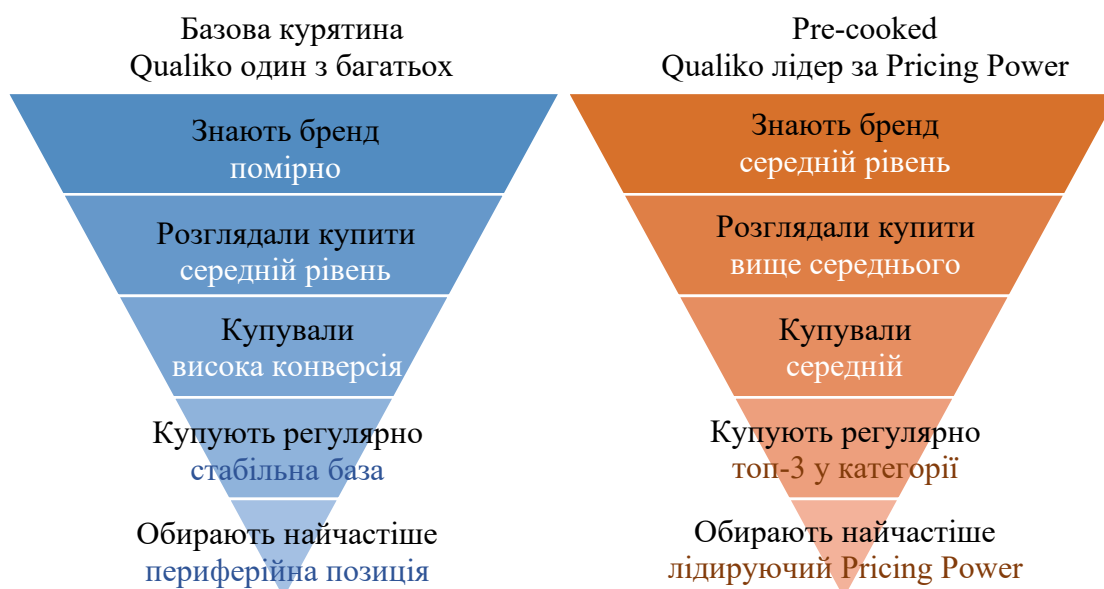 Базова курятина
Qualiko один з багатьох
Знають бренд
помірно
Розглядали купити
середній рівень
Купували
висока конверсія
Купують регулярно
стабільна база
Обирають найчастіше
периферійна позиція
Pre-cooked
Qualiko лідер за Pricing Power
Знають бренд
середній рівень
Розглядали купити
вище середнього
Купували
середній
Купують регулярно
топ-3 у категорії
Обирають найчастіше
лідируючий Pricing Power